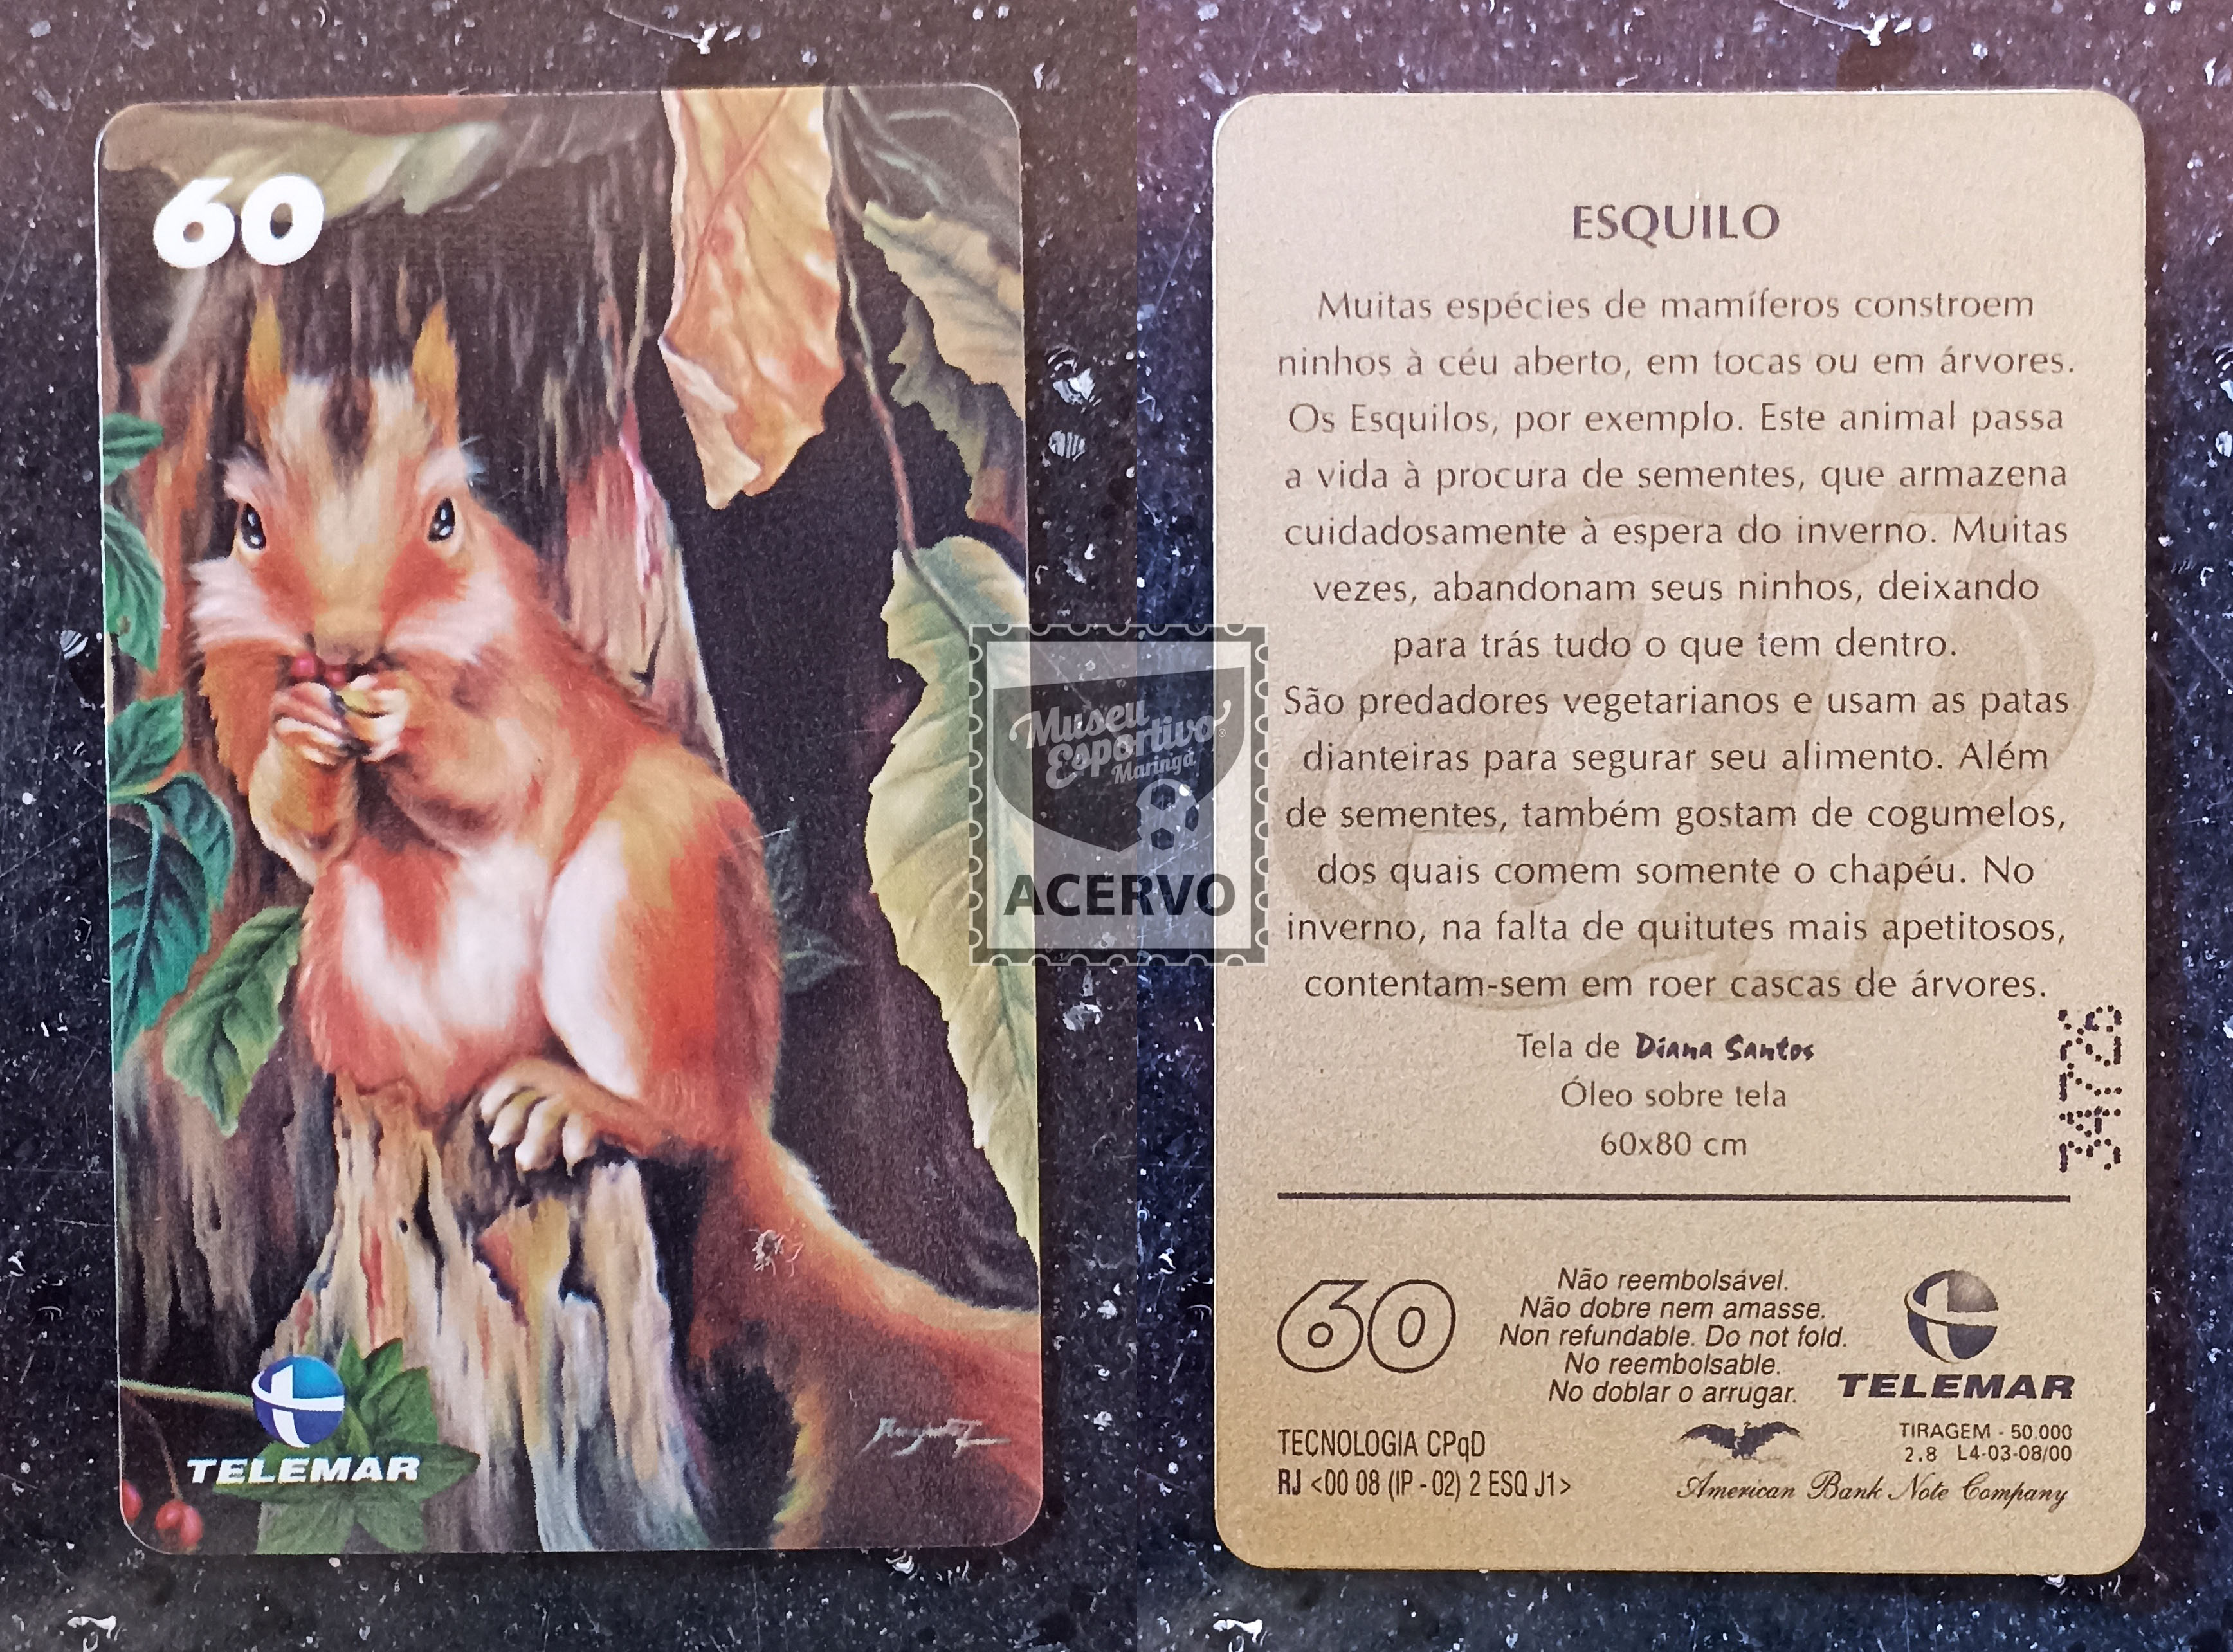 60
TELEMAR
Museu
Esportivo
Maringá
ACERVO
ESQUILO
Muitas espécies de mamíferos constroem
ninhos à céu aberto, em tocas ou em árvores.
Os Esquilos, por exemplo. Este animal passa
a vida à procura de sementes, que armazena
cuidadosamente à espera do inverno. Muitas
vezes, abandonam seus ninhos, deixando
para trás tudo o que tem dentro.
São predadores vegetarianos e usam as patas
dianteiras para segurar seu alimento. Além
de sementes, também gostam de cogumelos,
dos quais comem somente o chapéu. No
inverno, na falta de quitutes mais apetitosos,
contentam-sem em roer cascas de árvores.
Tela de Diana Santos
Óleo sobre tela
60x80 cm
60
Não reembolsável.
Não dobre nem amasse.
Non refundable. Do not fold.
No reembolsable.
No doblar o arrugar.
TELEMAR
TECNOLOGIA CPqD
RJ <00 08 (IP - 02) 2 ESQ J1>
TIRAGEM - 50.000
2.8 L4-03-08/00
American Bank Note Company